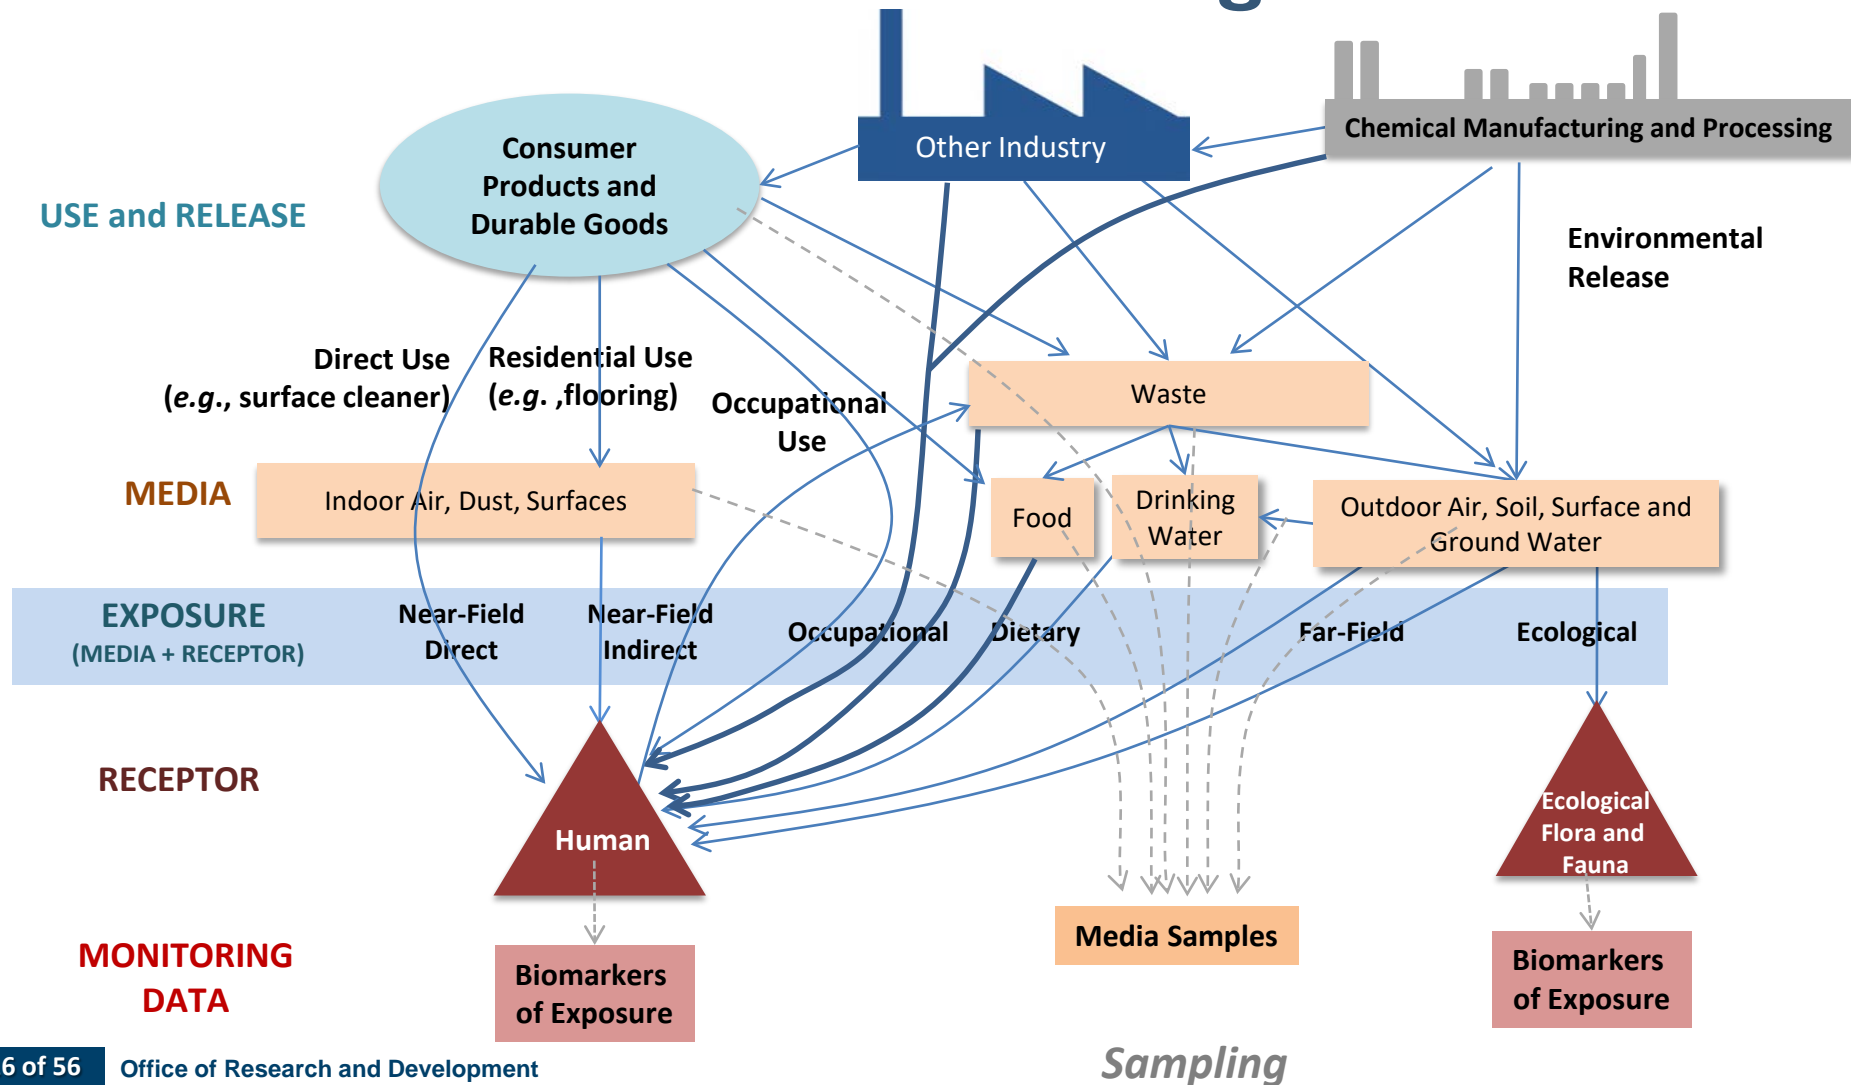 Chemical Manufacturing and Processing
Other Industry
Consumer
Products and
Durable Goods
USE and RELEASE
Environmental
Release
Direct Use
(e.g., surface cleaner)
Residential Use
(e.g. ,flooring)
Occupational
Use
Waste
MEDIA
Indoor Air, Dust, Surfaces
Food
Drinking
Water
Outdoor Air, Soil, Surface and
Ground Water
EXPOSURE
(MEDIA + RECEPTOR)
Near-Field
Direct
Near-Field
Indirect
Occupational
Dietary
Far-Field
Ecological
RECEPTOR
Human
Ecological
Flora and
Fauna
MONITORING
DATA
Biomarkers
of Exposure
Media Samples
Biomarkers
of Exposure
6 of 56
Office of Research and Development
Sampling